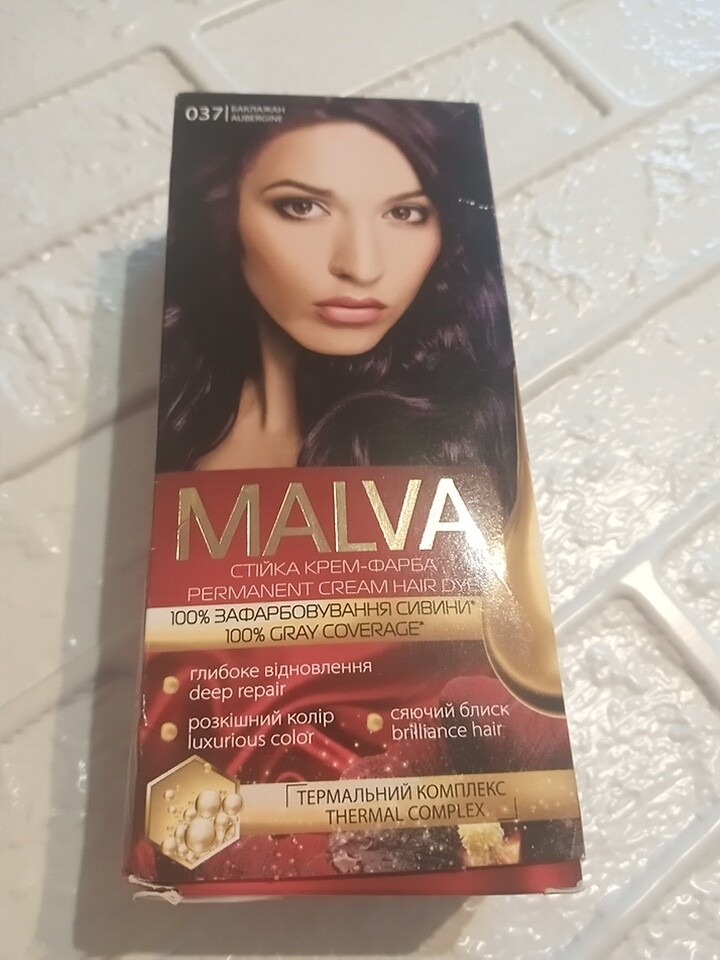 037 | БАКЛАЖАН
AUBERGINE
MALVA
СТІЙКА КРЕМ-ФАРБА
PERMANENT CREAM HAIR DYE
100% ЗАФАРБОВУВАННЯ СИВИНИ*
100% GRAY COVERAGE*
глибоке відновлення
deep repair
розкішний колір
luxurious color
сяючий блиск
brilliance hair
ТЕРМАЛЬНИЙ КОМПЛЕКС
THERMAL COMPLEX